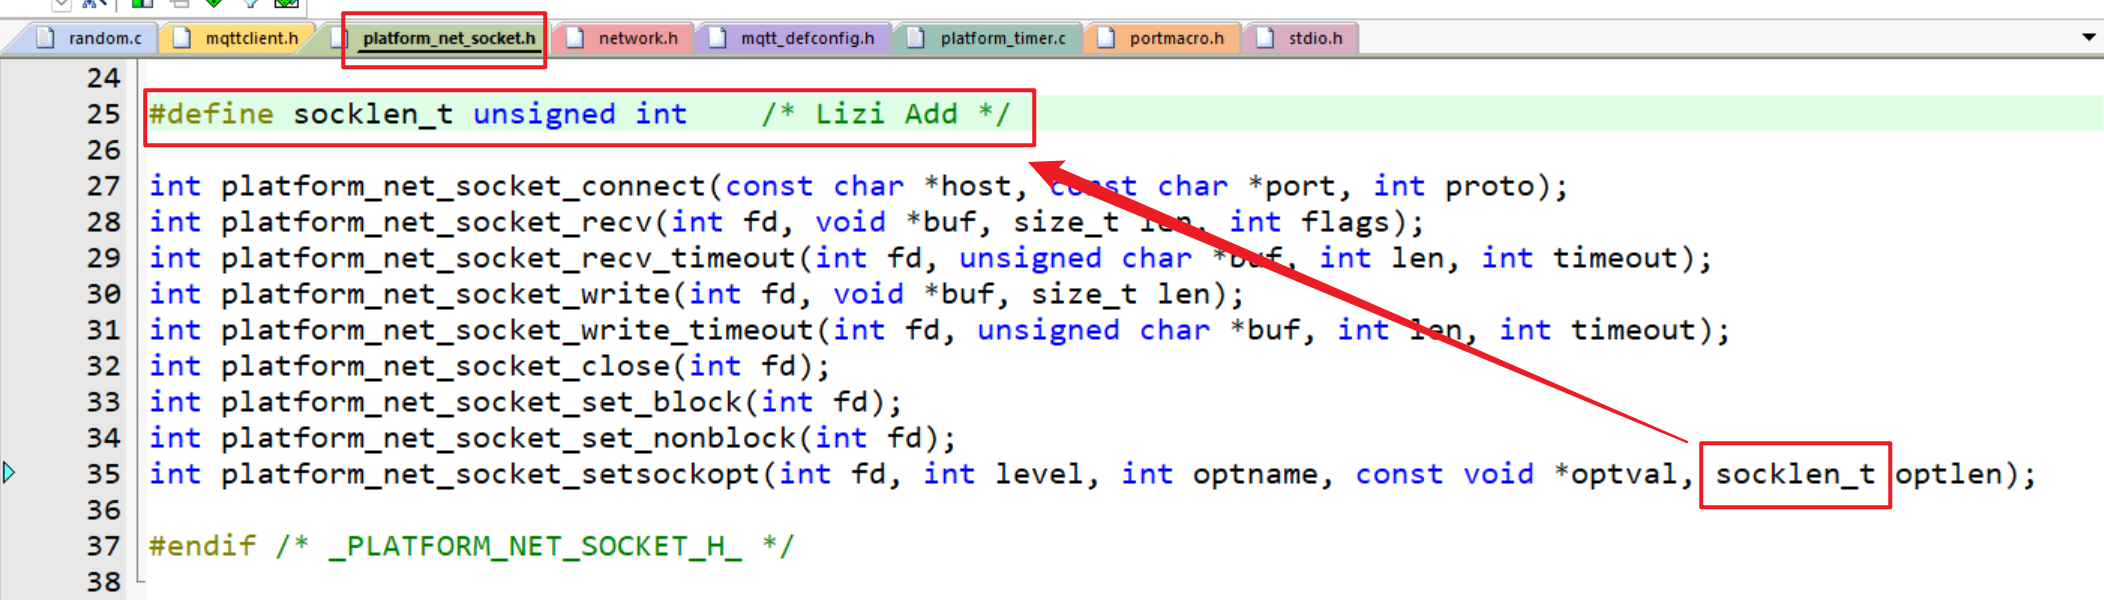 random.c mqttclient.h platform_net_socket.h network.h mqtt_defconfig.h platform_timer.c portmacro.h stdio.h
24
25 #define socklen_t unsigned int    /* Lizi Add */
26
27 int platform_net_socket_connect(const char *host, const char *port, int proto);
28 int platform_net_socket_recv(int fd, void *buf, size_t len, int flags);
29 int platform_net_socket_recv_timeout(int fd, unsigned char *buf, int len, int timeout);
30 int platform_net_socket_write(int fd, void *buf, size_t len);
31 int platform_net_socket_write_timeout(int fd, unsigned char *buf, int len, int timeout);
32 int platform_net_socket_close(int fd);
33 int platform_net_socket_set_block(int fd);
34 int platform_net_socket_set_nonblock(int fd);
35 int platform_net_socket_setsockopt(int fd, int level, int optname, const void *optval, socklen_t optlen);
36
37 #endif /* _PLATFORM_NET_SOCKET_H_ */
38